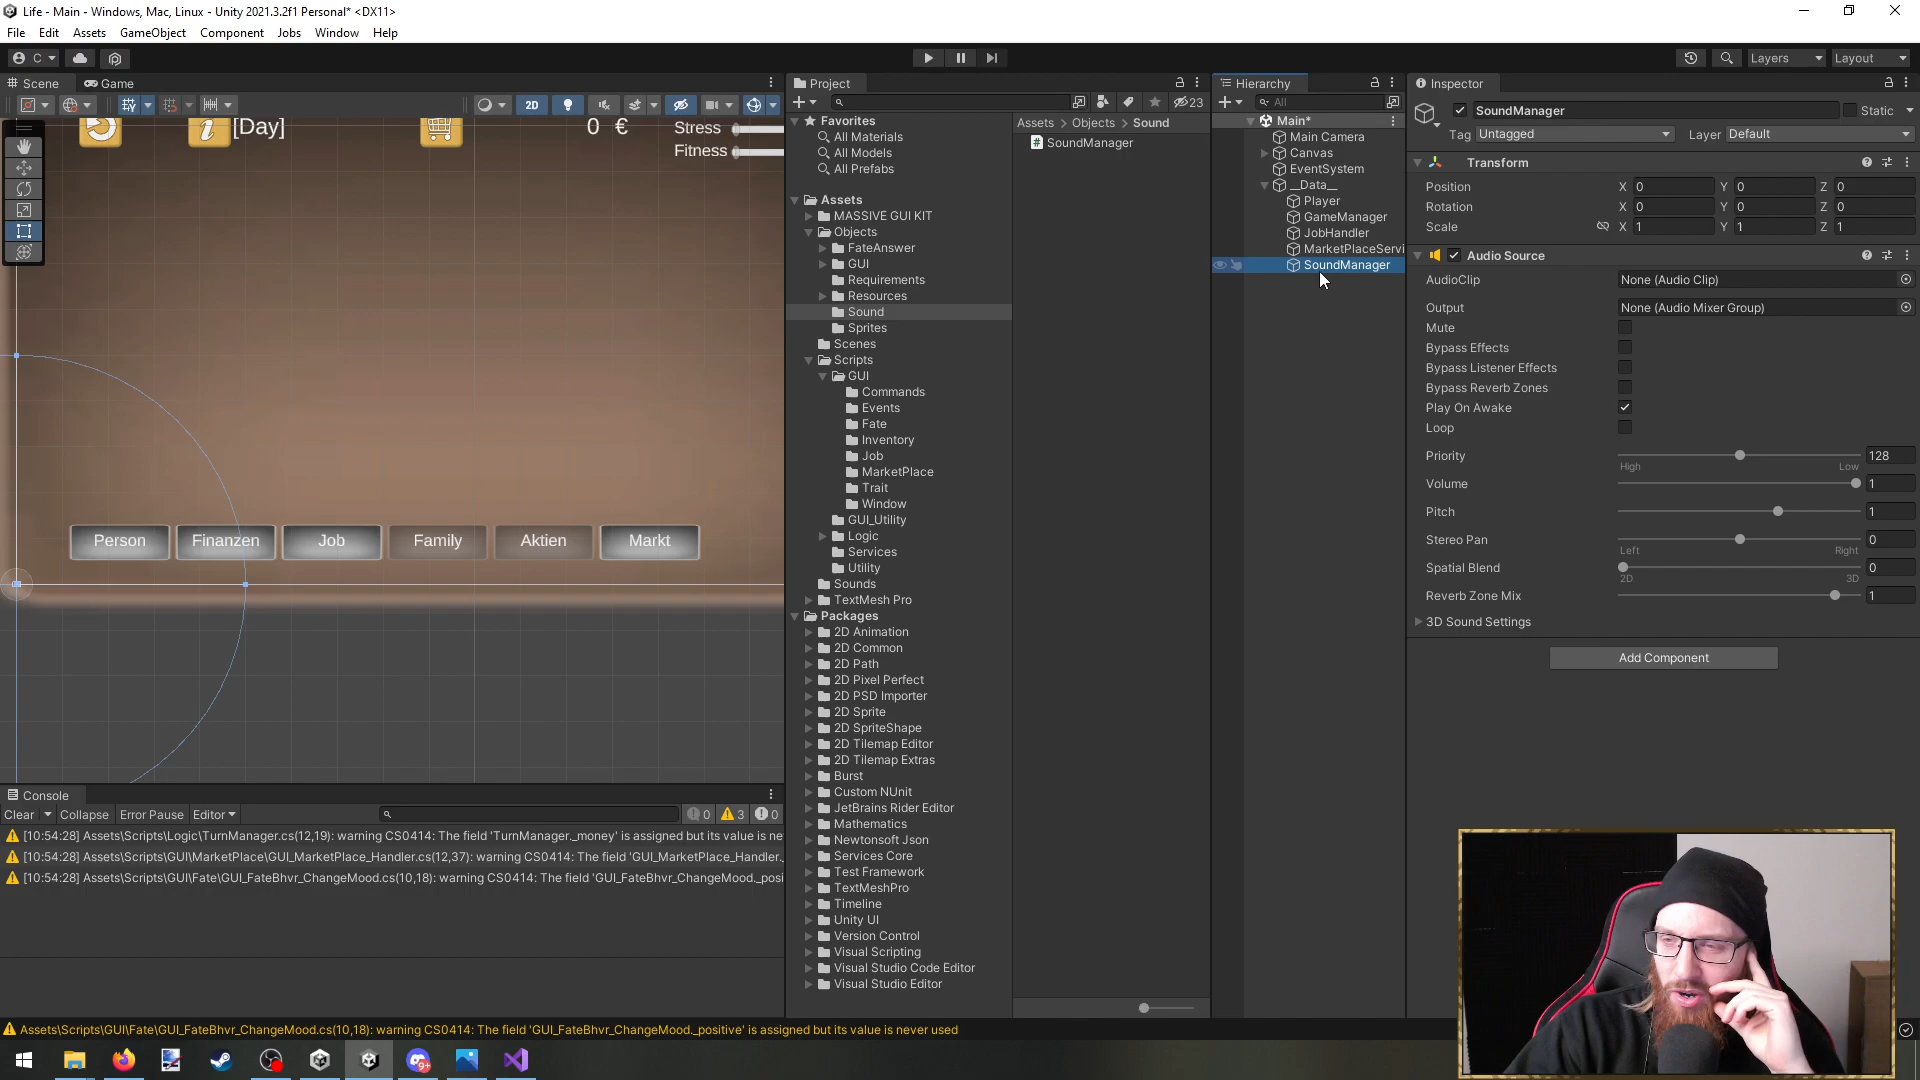 Life - Main - Windows, Mac, Linux - Unity 2021.3.2f1 Personal* <DX11>
File Edit Assets GameObject Component Jobs Window Help
C
Layers Layout
Scene Game
2D
[Day] 0 €
Stress
Fitness
Person Finanzen Job Family Aktien Markt
Console
Clear Collapse Error Pause Editor 0 3 0
[10:54:28] Assets\Scripts\Logic\TurnManager.cs(12,19): warning CS0414: The field 'TurnManager._money' is assigned but its value is ne
[10:54:28] Assets\Scripts\GUI\MarketPlace\GUI_MarketPlace_Handler.cs(12,37): warning CS0414: The field 'GUI_MarketPlace_Handler.
[10:54:28] Assets\Scripts\GUI\Fate\GUI_FateBhvr_ChangeMood.cs(10,18): warning CS0414: The field 'GUI_FateBhvr_ChangeMood._posi
Project
23
Favorites
All Materials
All Models
All Prefabs
Assets
MASSIVE GUI KIT
Objects
FateAnswer
GUI
Requirements
Resources
Sound
Sprites
Scenes
Scripts
GUI
Commands
Events
Fate
Inventory
Job
MarketPlace
Trait
Window
GUI_Utility
Logic
Services
Utility
Sounds
TextMesh Pro
Packages
2D Animation
2D Common
2D Path
2D Pixel Perfect
2D PSD Importer
2D Sprite
2D SpriteShape
2D Tilemap Editor
2D Tilemap Extras
Burst
Custom NUnit
JetBrains Rider Editor
Mathematics
Newtonsoft Json
Services Core
Test Framework
TextMeshPro
Timeline
Unity UI
Version Control
Visual Scripting
Visual Studio Code Editor
Visual Studio Editor
Assets > Objects > Sound
SoundManager
Hierarchy
All
Main*
Main Camera
Canvas
EventSystem
__Data__
Player
GameManager
JobHandler
MarketPlaceServi
SoundManager
Inspector
SoundManager Static
Tag Untagged Layer Default
Transform
Position X 0 Y 0 Z 0
Rotation X 0 Y 0 Z 0
Scale X 1 Y 1 Z 1
Audio Source
AudioClip None (Audio Clip)
Output None (Audio Mixer Group)
Mute
Bypass Effects
Bypass Listener Effects
Bypass Reverb Zones
Play On Awake
Loop
Priority 128
High Low
Volume 1
Pitch 1
Stereo Pan 0
Left Right
Spatial Blend 0
2D 3D
Reverb Zone Mix 1
3D Sound Settings
Add Component
Assets\Scripts\GUI\Fate\GUI_FateBhvr_ChangeMood.cs(10,18): warning CS0414: The field 'GUI_FateBhvr_ChangeMood._positive' is assigned but its value is never used
9+